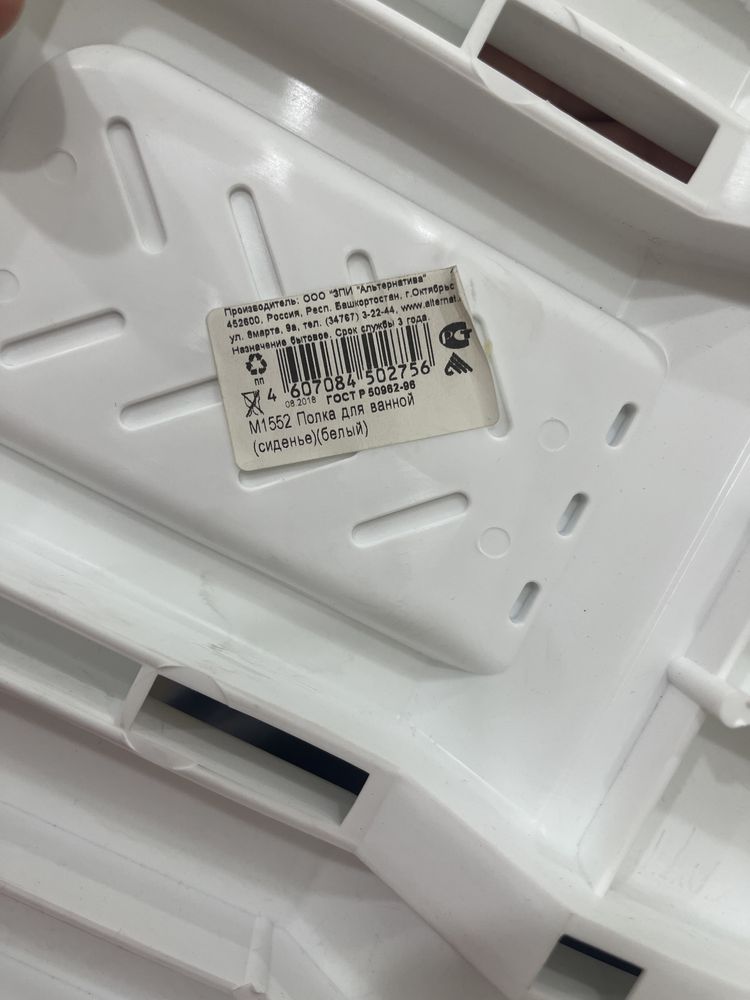 Производитель: ООО "ЗПИ "Альтернатива"
452600, Россия, Респ. Башкортостан, г.Октябрьс
ул. 8марта, 9а, тел. (34767) 3-22-44, www.alternat.
Назначение бытовое. Срок службы 3 года.
РСТ
ПП
4 607084 502756
08.2018 ГОСТ Р 50962-96
М1552 Полка для ванной
(сиденье)(белый)